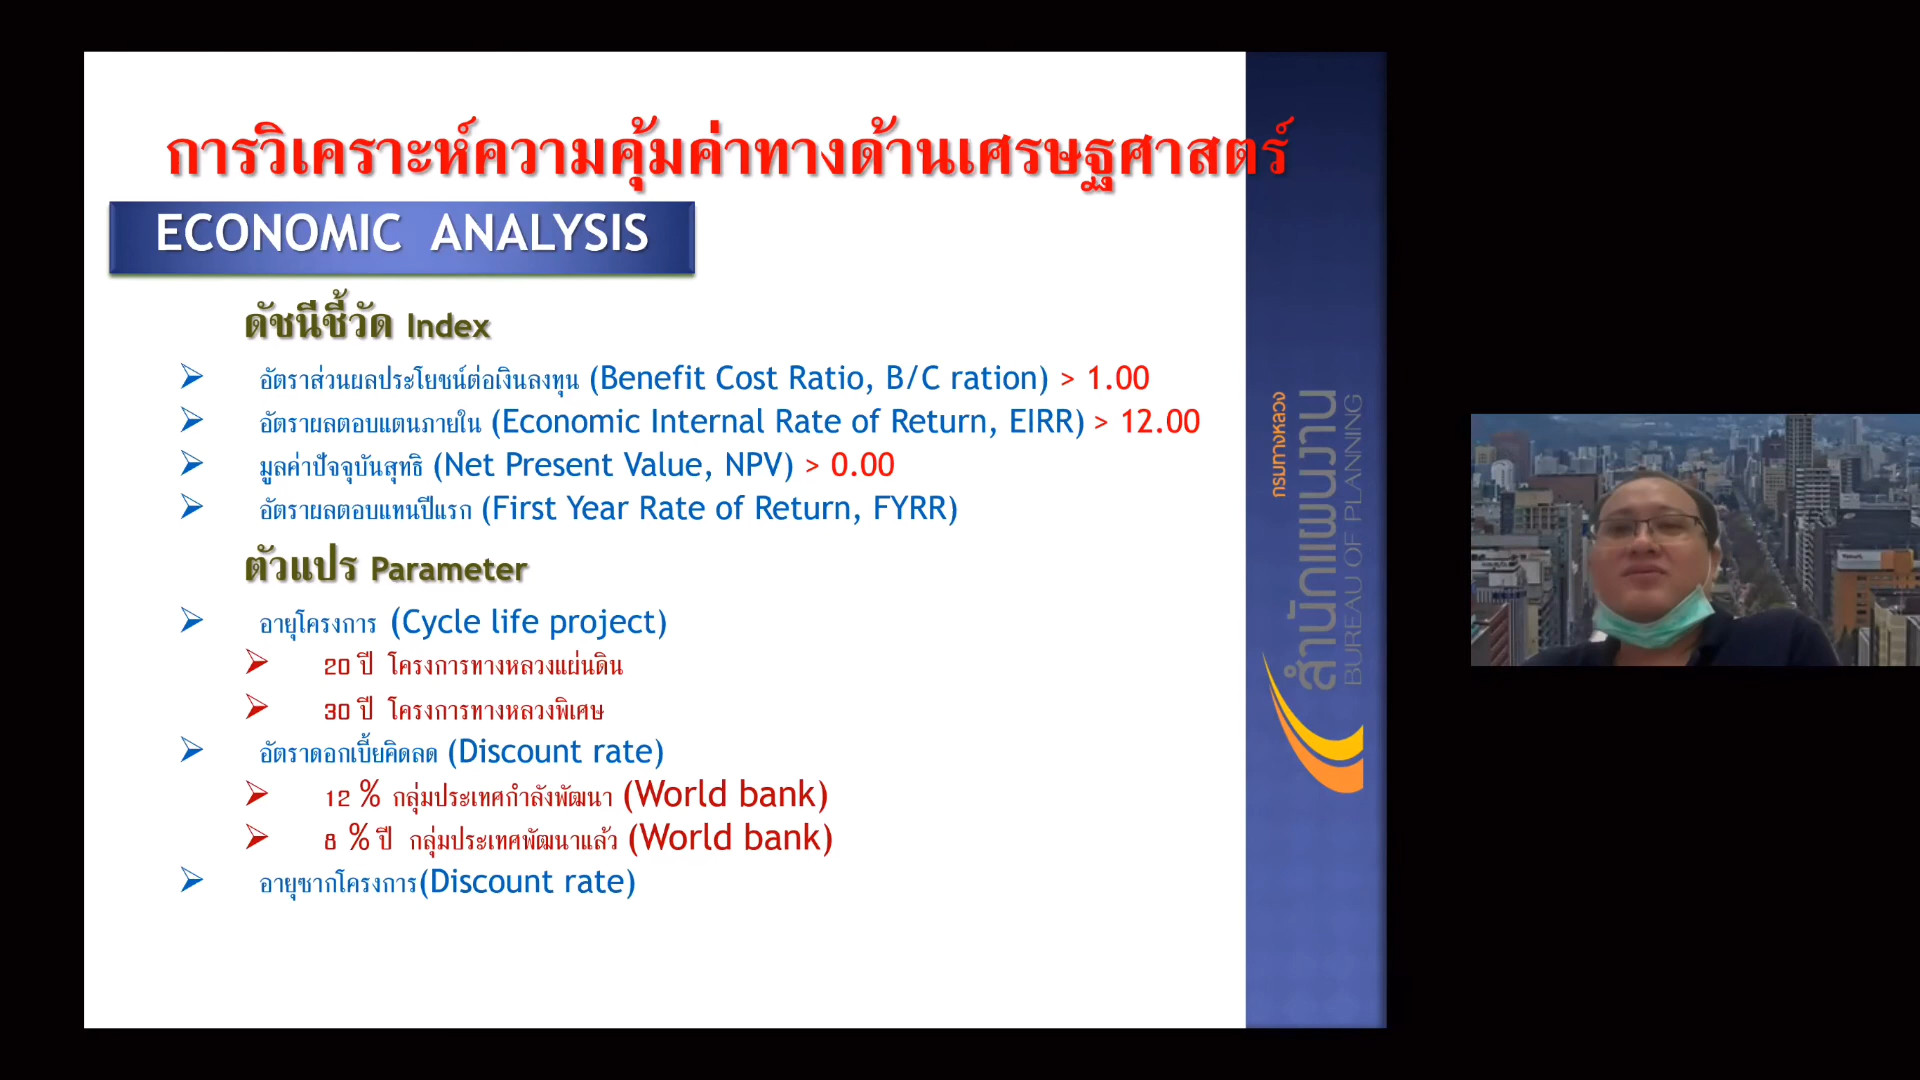 การวิเคราะห์ความคุ้มค่าทางด้านเศรษฐศาสตร์
ECONOMIC ANALYSIS
ดัชนีชี้วัด Index
อัตราส่วนผลประโยชน์ต่อเงินลงทุน (Benefit Cost Ratio, B/C ration) > 1.00
อัตราผลตอบแตนภายใน (Economic Internal Rate of Return, EIRR) > 12.00
มูลค่าปัจจุบันสุทธิ (Net Present Value, NPV) > 0.00
อัตราผลตอบแทนปีแรก (First Year Rate of Return, FYRR)
ตัวแปร Parameter
อายุโครงการ (Cycle life project)
20 ปี โครงการทางหลวงแผ่นดิน
30 ปี โครงการทางหลวงพิเศษ
อัตราดอกเบี้ยคิดลด (Discount rate)
12 % กลุ่มประเทศกำลังพัฒนา (World bank)
8 % ปี กลุ่มประเทศพัฒนาแล้ว (World bank)
อายุซากโครงการ(Discount rate)
กรมทางหลวง
สำนักแผนงาน
BUREAU OF PLANNING